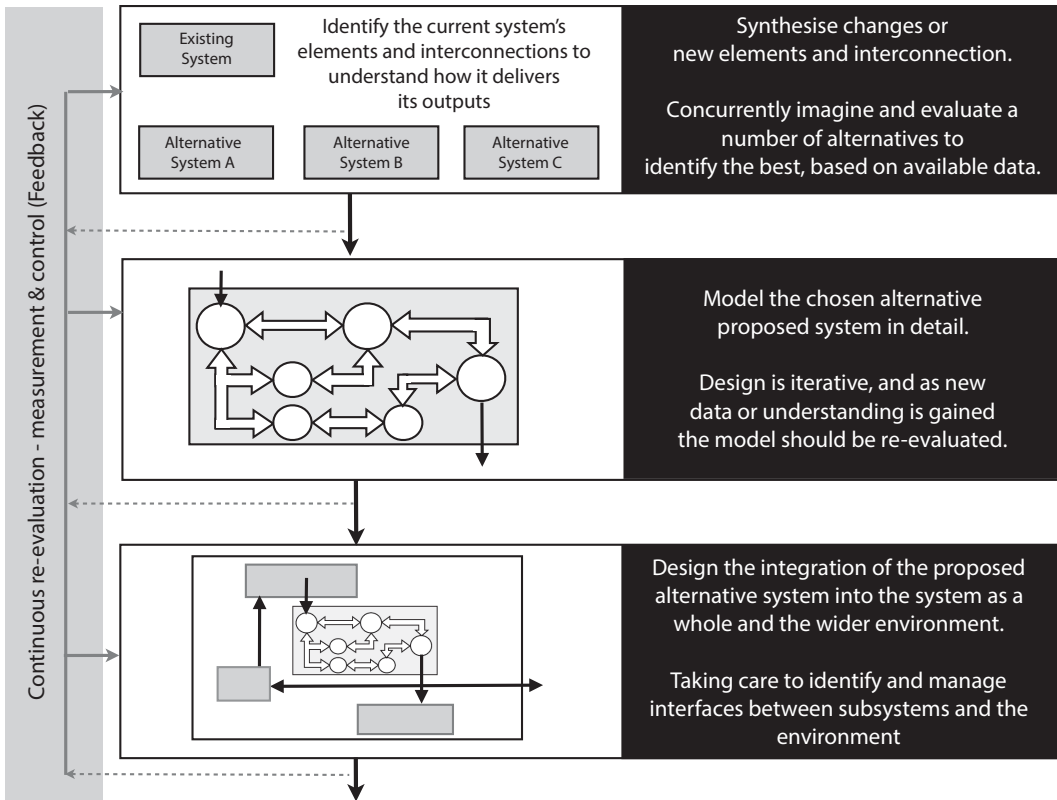 Continuous re-evaluation - measurement & control (Feedback)
Existing
System
Identify the current system's
elements and interconnections to
understand how it delivers
its outputs
Alternative
System A
Alternative
System B
Alternative
System C
Synthesise changes or
new elements and interconnection.
Concurrently imagine and evaluate a
number of alternatives to
identify the best, based on available data.
Model the chosen alternative
proposed system in detail.
Design is iterative, and as new
data or understanding is gained
the model should be re-evaluated.
Design the integration of the proposed
alternative system into the system as a
whole and the wider environment.
Taking care to identify and manage
interfaces between subsystems and the
environment